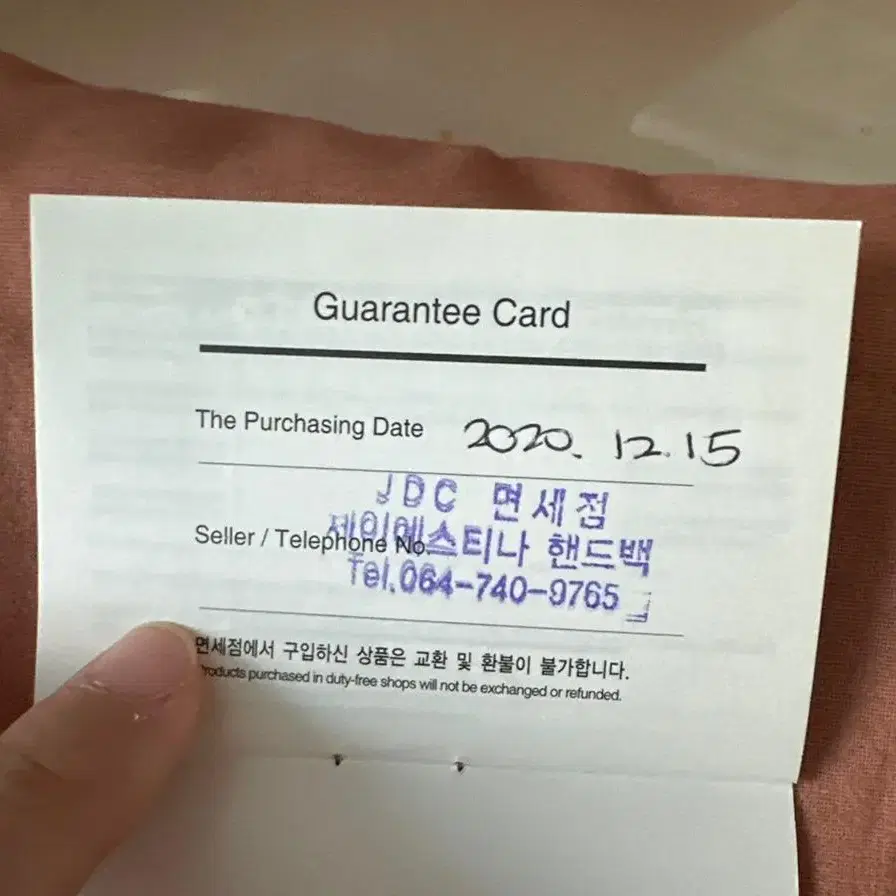 Guarantee Card
The Purchasing Date 2020. 12. 15
JDC 면세점
Seller / Telephone No. 제이에스티나 핸드백
Tel.064-740-9765
면세점에서 구입하신 상품은 교환 및 환불이 불가합니다.
Products purchased in duty-free shops will not be exchanged or refunded.